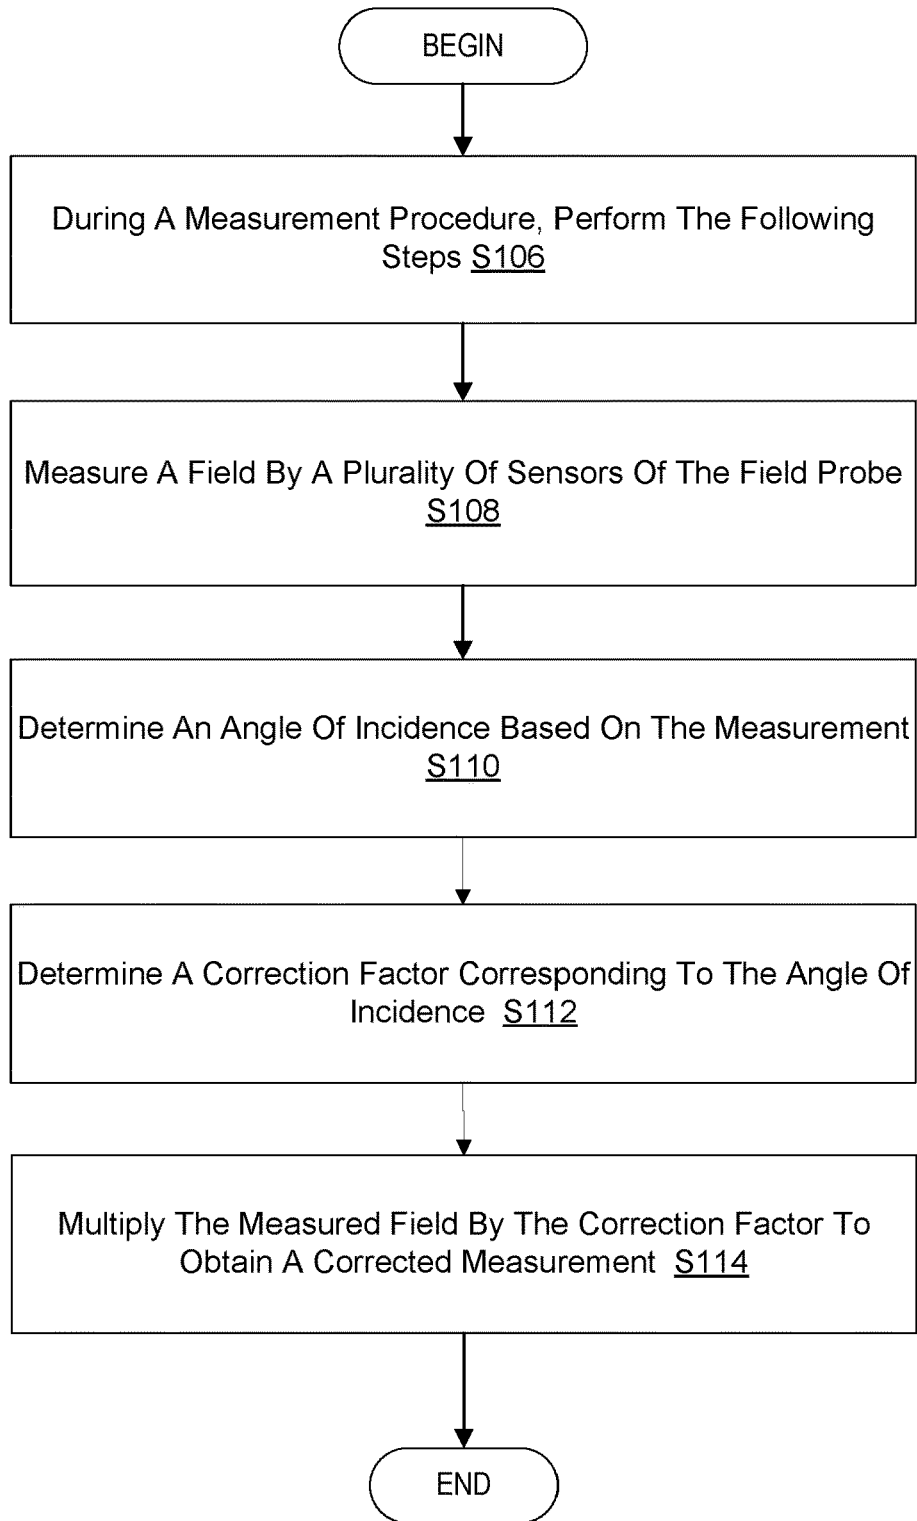 BEGIN
During A Measurement Procedure, Perform The Following
Steps S106
Measure A Field By A Plurality Of Sensors Of The Field Probe
S108
Determine An Angle Of Incidence Based On The Measurement
S110
Determine A Correction Factor Corresponding To The Angle Of
Incidence S112
Multiply The Measured Field By The Correction Factor To
Obtain A Corrected Measurement S114
END